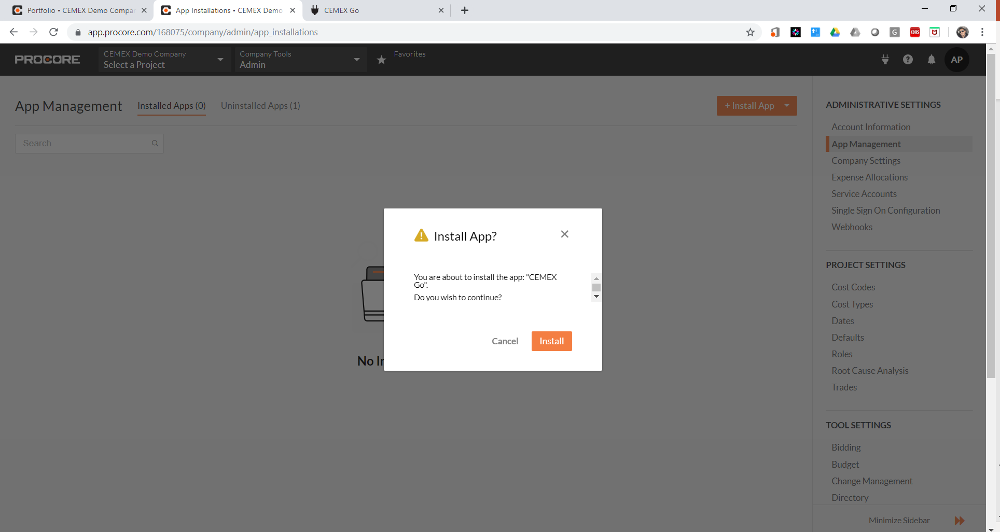 Portfolio • CEMEX Demo Compar
App Installations • CEMEX Demo
CEMEX Go
app.procore.com/168075/company/admin/app_installations
G
CORS
PROCORE
CEMEX Demo Company
Select a Project
Company Tools
Admin
Favorites
AP
App Management
Installed Apps (0)
Uninstalled Apps (1)
+ Install App
Search
No In
Install App?
You are about to install the app: "CEMEX
Go".
Do you wish to continue?
Cancel
Install
ADMINISTRATIVE SETTINGS
Account Information
App Management
Company Settings
Expense Allocations
Service Accounts
Single Sign On Configuration
Webhooks
PROJECT SETTINGS
Cost Codes
Cost Types
Dates
Defaults
Roles
Root Cause Analysis
Trades
TOOL SETTINGS
Bidding
Budget
Change Management
Directory
Minimize Sidebar